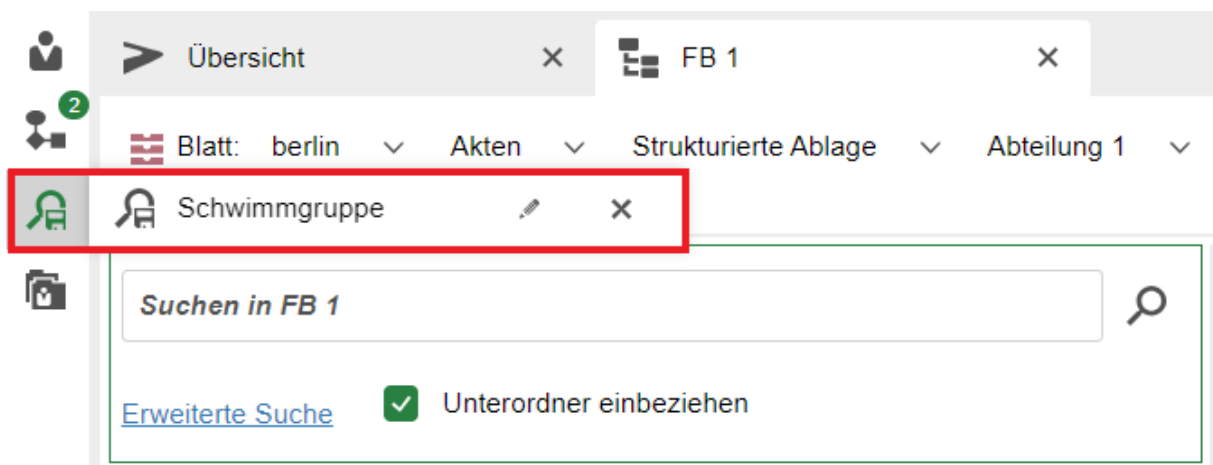 Übersicht
FB 1
2
Blatt: berlin Akten Strukturierte Ablage Abteilung 1
Schwimmgruppe
Suchen in FB 1
Erweiterte Suche
Unterordner einbeziehen